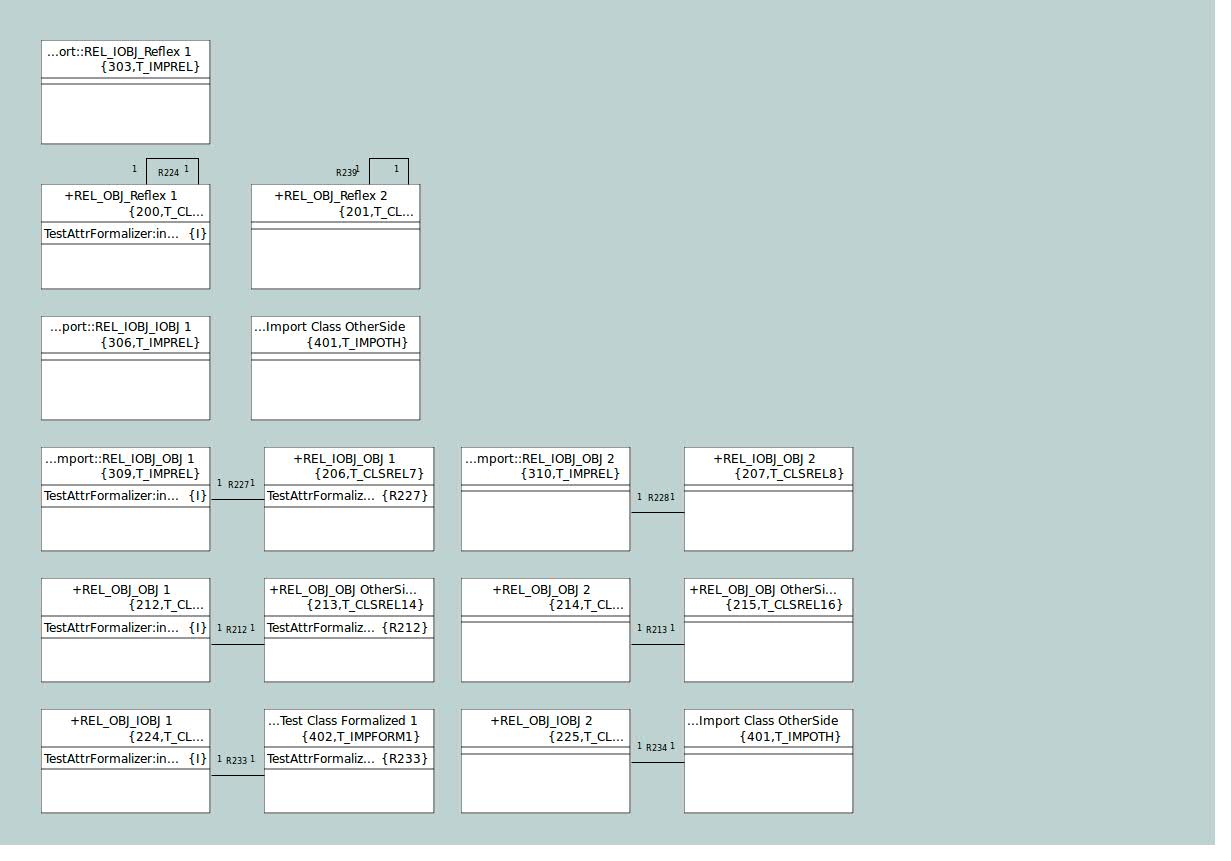 ...ort::REL_IOBJ_Reflex 1
{303,T_IMPREL}
1 R224 1
R239 1 1
+REL_OBJ_Reflex 1
{200,T_CL...
TestAttrFormalizer:in... {I}
+REL_OBJ_Reflex 2
{201,T_CL...
...port::REL_IOBJ_IOBJ 1
{306,T_IMPREL}
...Import Class OtherSide
{401,T_IMPOTH}
...mport::REL_IOBJ_OBJ 1
{309,T_IMPREL}
TestAttrFormalizer:in... {I}
1 R227 1
+REL_IOBJ_OBJ 1
{206,T_CLSREL7}
TestAttrFormaliz... {R227}
...mport::REL_IOBJ_OBJ 2
{310,T_IMPREL}
1 R228 1
+REL_IOBJ_OBJ 2
{207,T_CLSREL8}
+REL_OBJ_OBJ 1
{212,T_CL...
TestAttrFormalizer:in... {I}
1 R212 1
+REL_OBJ_OBJ OtherSi...
{213,T_CLSREL14}
TestAttrFormaliz... {R212}
+REL_OBJ_OBJ 2
{214,T_CL...
1 R213 1
+REL_OBJ_OBJ OtherSi...
{215,T_CLSREL16}
+REL_OBJ_IOBJ 1
{224,T_CL...
TestAttrFormalizer:in... {I}
1 R233 1
...Test Class Formalized 1
{402,T_IMPFORM1}
TestAttrFormaliz... {R233}
+REL_OBJ_IOBJ 2
{225,T_CL...
1 R234 1
...Import Class OtherSide
{401,T_IMPOTH}